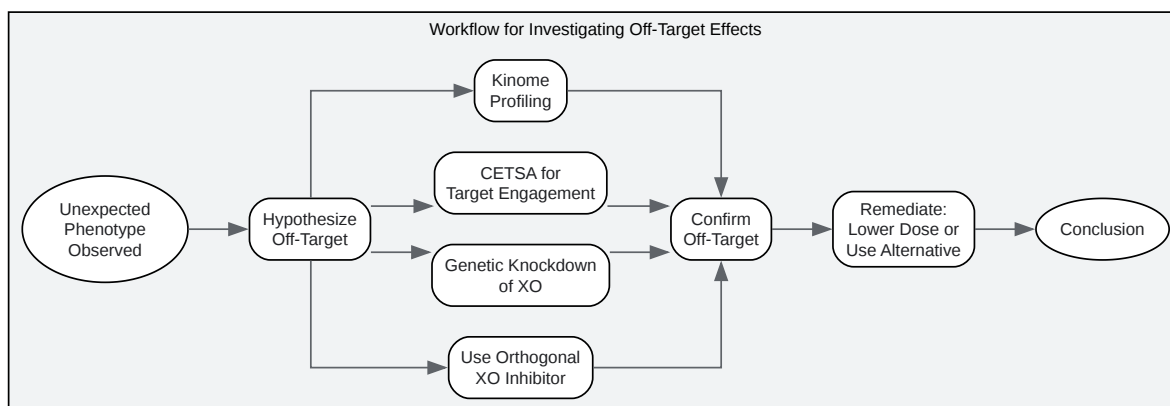 Workflow for Investigating Off-Target Effects
Unexpected
Phenotype
Observed
Hypothesize
Off-Target
Kinome
Profiling
CETSA for
Target Engagement
Genetic Knockdown
of XO
Use Orthogonal
XO Inhibitor
Confirm
Off-Target
Remediate:
Lower Dose or
Use Alternative
Conclusion